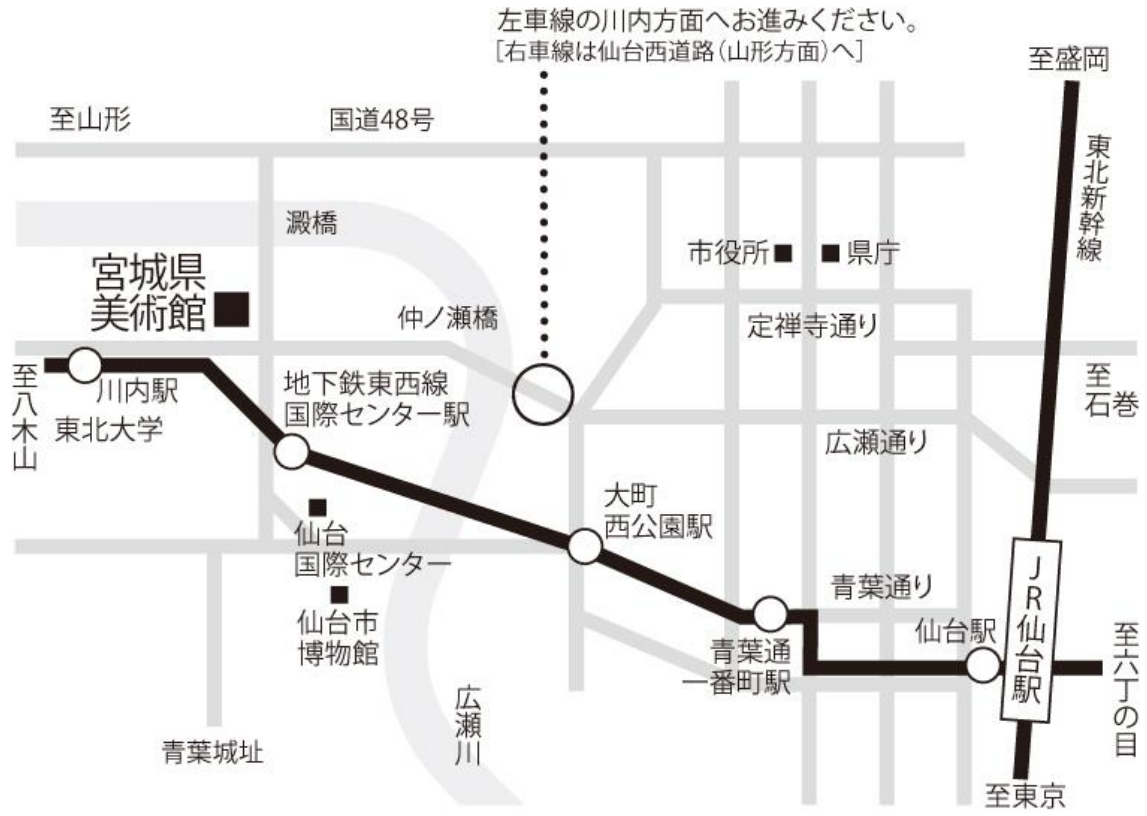 左車線の川内方面へお進みください。
[右車線は仙台西道路(山形方面)へ]
至盛岡
至山形
国道48号
東北新幹線
澱橋
市役所
県庁
宮城県
美術館
仲ノ瀬橋
定禅寺通り
至八木山
川内駅
東北大学
地下鉄東西線
国際センター駅
至石巻
広瀬通り
大町
西公園駅
仙台
国際センター
JR仙台駅
青葉通り
仙台駅
仙台市
博物館
青葉通
一番町駅
至六丁の目
広瀬川
青葉城址
至東京